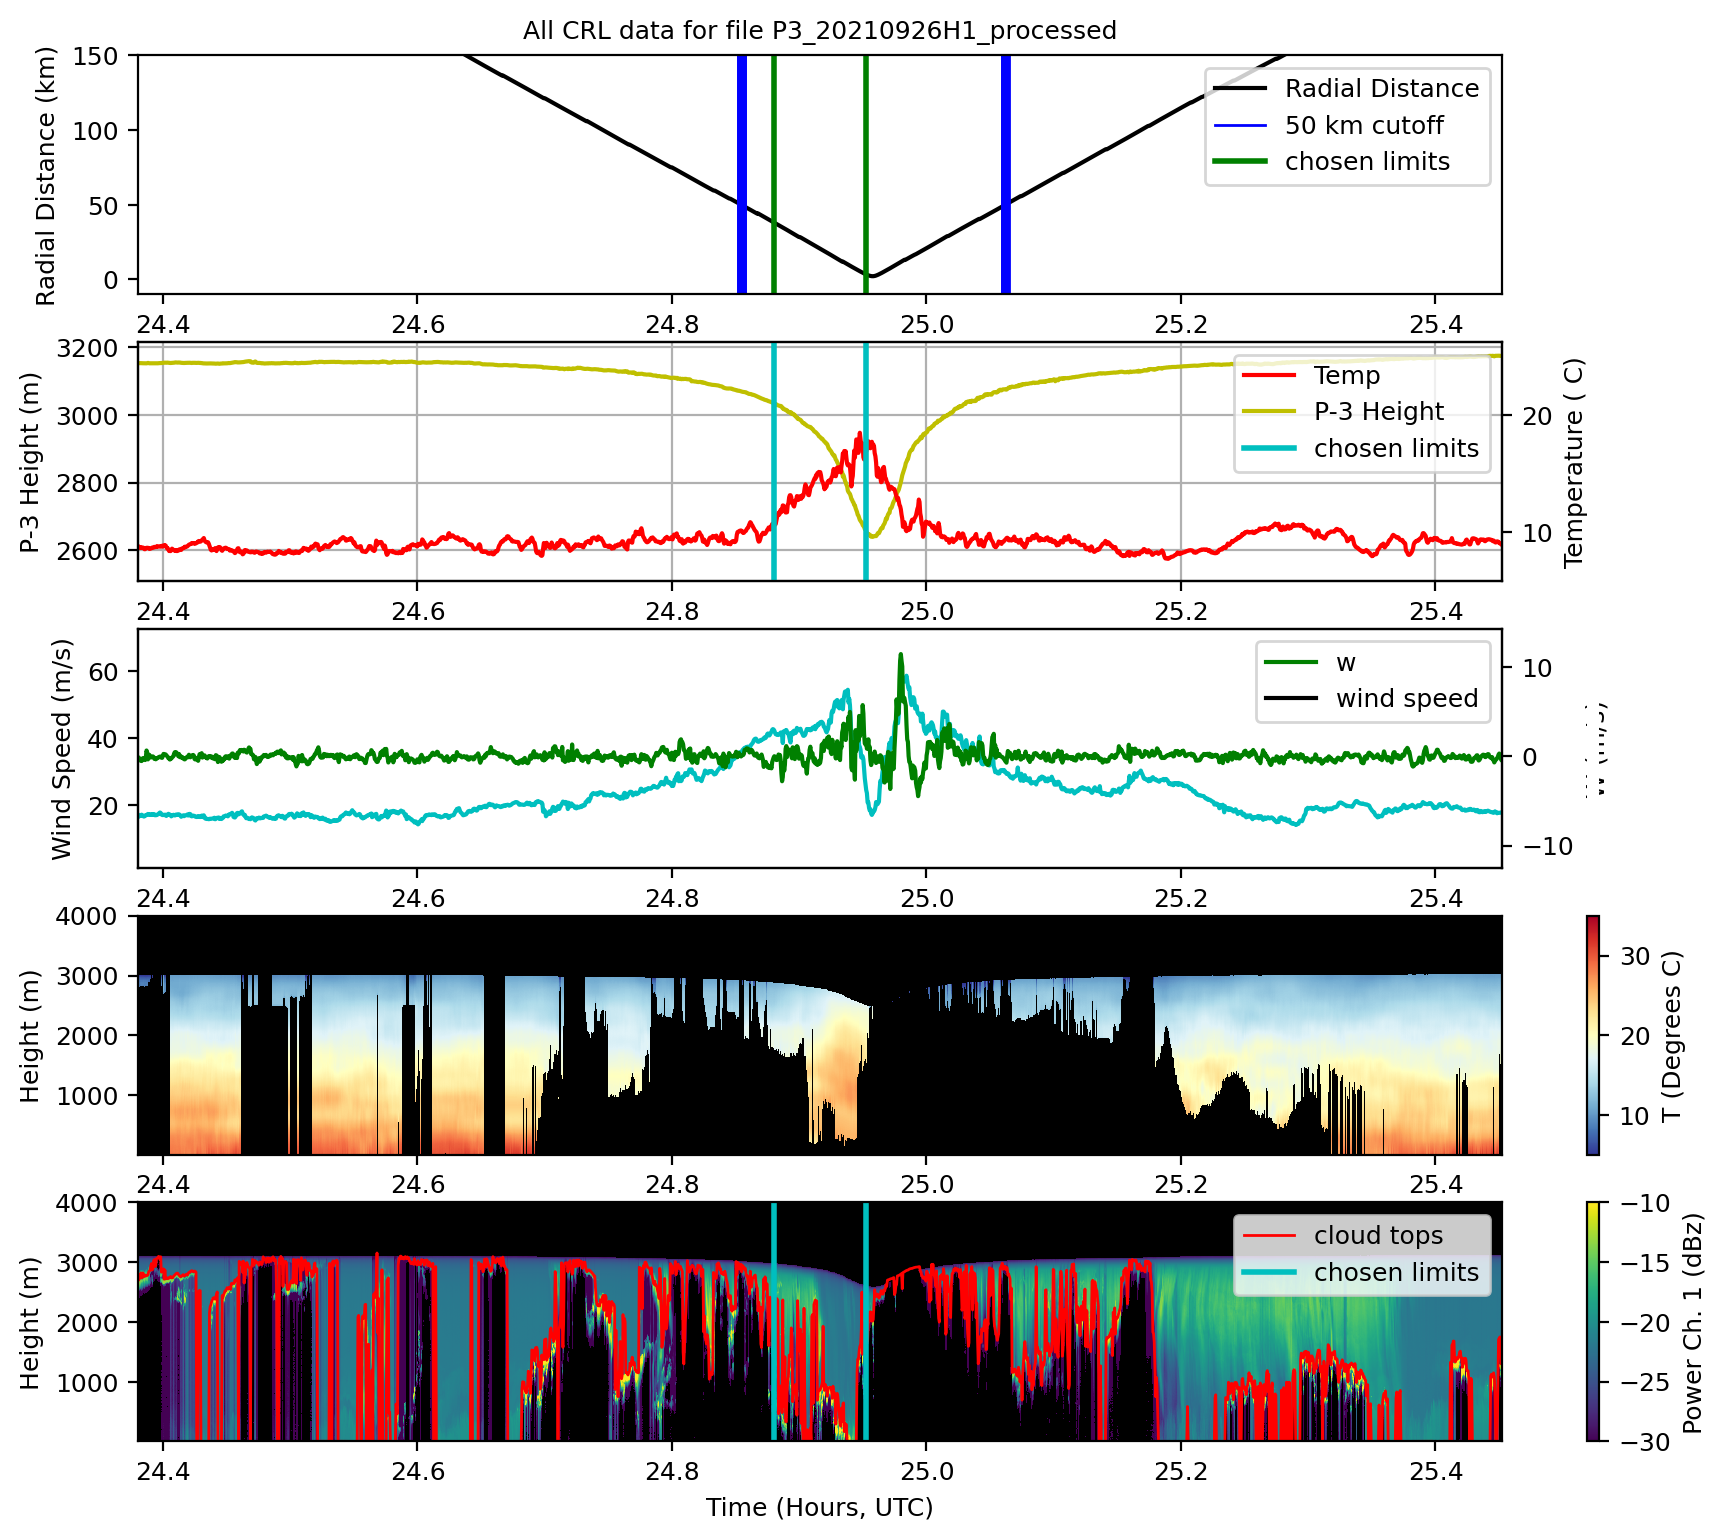 All CRL data for file P3_20210926H1_processed
Radial Distance (km)
150
100
50
0
Radial Distance
50 km cutoff
chosen limits
24.4 24.6 24.8 25.0 25.2 25.4
P-3 Height (m)
3200
3000
2800
2600
Temp
P-3 Height
chosen limits
20
10
Temperature ( C)
24.4 24.6 24.8 25.0 25.2 25.4
Wind Speed (m/s)
60
40
20
w
wind speed
10
0
−10
24.4 24.6 24.8 25.0 25.2 25.4
Height (m)
4000
3000
2000
1000
30
20
10
T (Degrees C)
24.4 24.6 24.8 25.0 25.2 25.4
Height (m)
4000
3000
2000
1000
cloud tops
chosen limits
−10
−15
−20
−25
−30
Power Ch. 1 (dBz)
24.4 24.6 24.8 25.0 25.2 25.4
Time (Hours, UTC)